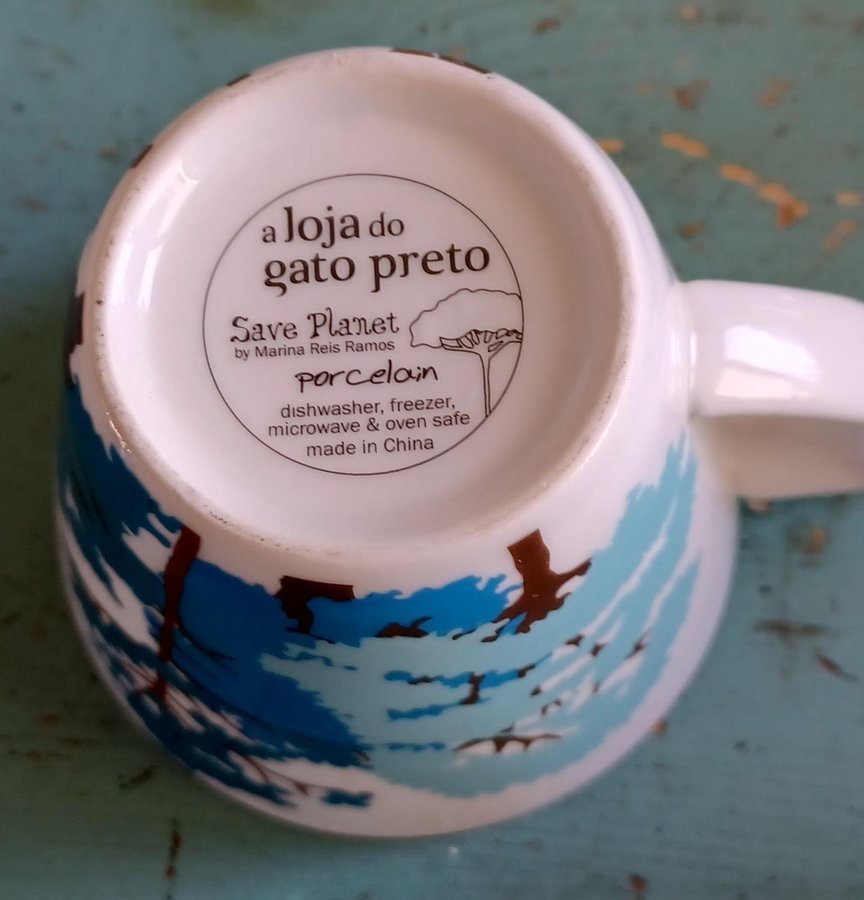 a loja do
gato preto
Save Planet
by Marina Reis Ramos
porcelain
dishwasher, freezer,
microwave & oven safe
made in China